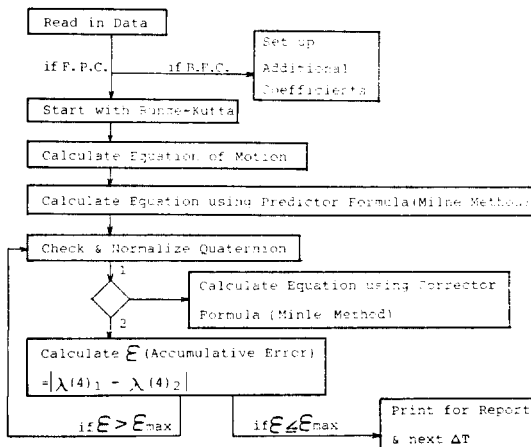 Read in Data
if F.P.C.
if B.P.C.
Set up
Additional
Coefficients
Start with Runge-Kutta
Calculate Equation of Motion
Calculate Equation using Predictor Formula(Milne Method)
Check & Normalize Quaternion
1
2
Calculate Equation using Corrector
Formula (Minle Method)
Calculate ℰ (Accumulative Error)
=|λ(4)₁ - λ(4)₂|
if ℰ > ℰmax
if ℰ ≤ ℰmax
Print for Report
& next ΔT